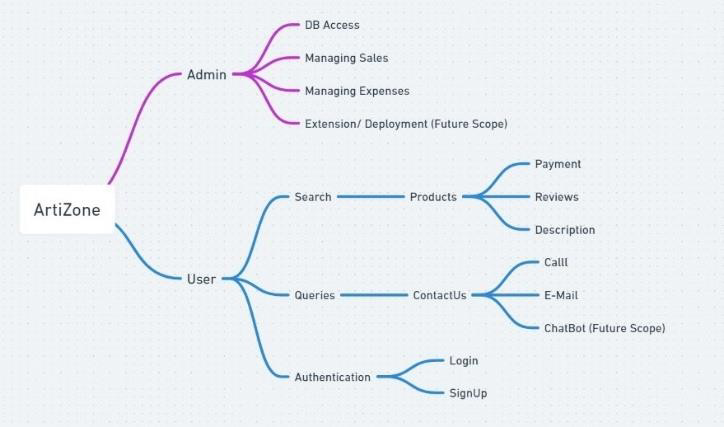 ArtiZone
Admin
DB Access
Managing Sales
Managing Expenses
Extension/ Deployment (Future Scope)
User
Search
Products
Payment
Reviews
Description
Queries
ContactUs
Calll
E-Mail
ChatBot (Future Scope)
Authentication
Login
SignUp